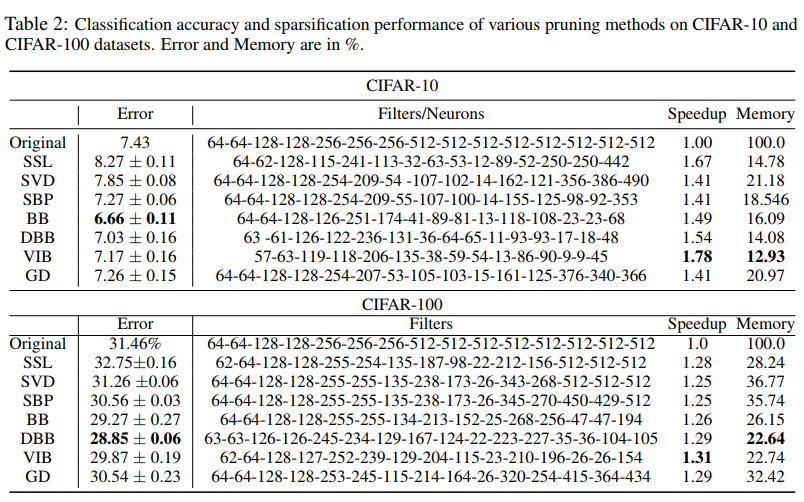 Table 2: Classification accuracy and sparsification performance of various pruning methods on CIFAR-10 and
CIFAR-100 datasets. Error and Memory are in %.
CIFAR-10
Error Filters/Neurons Speedup Memory
Original 7.43 64-64-128-128-256-256-256-512-512-512-512-512-512-512-512 1.00 100.0
SSL 8.27 ± 0.11 64-62-128-115-241-113-32-63-53-12-89-52-250-250-442 1.67 14.78
SVD 7.85 ± 0.08 64-64-128-128-254-209-54 -107-102-14-162-121-356-386-490 1.41 21.18
SBP 7.27 ± 0.06 64-64-128-128-254-209-55-107-100-14-155-125-98-92-353 1.41 18.546
BB 6.66 ± 0.11 64-64-128-126-251-174-41-89-81-13-118-108-23-23-68 1.49 16.09
DBB 7.03 ± 0.16 63 -61-126-122-236-131-36-64-65-11-93-93-17-18-48 1.54 14.08
VIB 7.17 ± 0.16 57-63-119-118-206-135-38-59-54-13-86-90-9-9-45 1.78 12.93
GD 7.26 ± 0.15 64-64-128-128-254-207-53-105-103-15-161-125-376-340-366 1.41 20.97
CIFAR-100
Error Filters Speedup Memory
Original 31.46% 64-64-128-128-256-256-256-512-512-512-512-512-512-512-512 1.0 100.0
SSL 32.75±0.16 62-64-128-128-255-254-135-187-98-22-212-156-512-512-512 1.28 28.24
SVD 31.26 ±0.06 64-64-128-128-255-255-135-238-173-26-343-268-512-512-512 1.25 36.77
SBP 30.56 ± 0.03 64-64-128-128-255-255-135-238-173-26-345-270-450-429-512 1.25 35.74
BB 29.27 ± 0.27 64-64-128-128-255-255-134-213-152-25-268-256-47-47-194 1.26 26.15
DBB 28.85 ± 0.06 63-63-126-126-245-234-129-167-124-22-223-227-35-36-104-105 1.29 22.64
VIB 29.87 ± 0.19 62-64-128-127-252-239-129-204-115-23-210-196-26-26-154 1.31 22.74
GD 30.54 ± 0.23 64-64-128-128-253-245-115-214-164-26-320-254-415-364-434 1.29 32.42